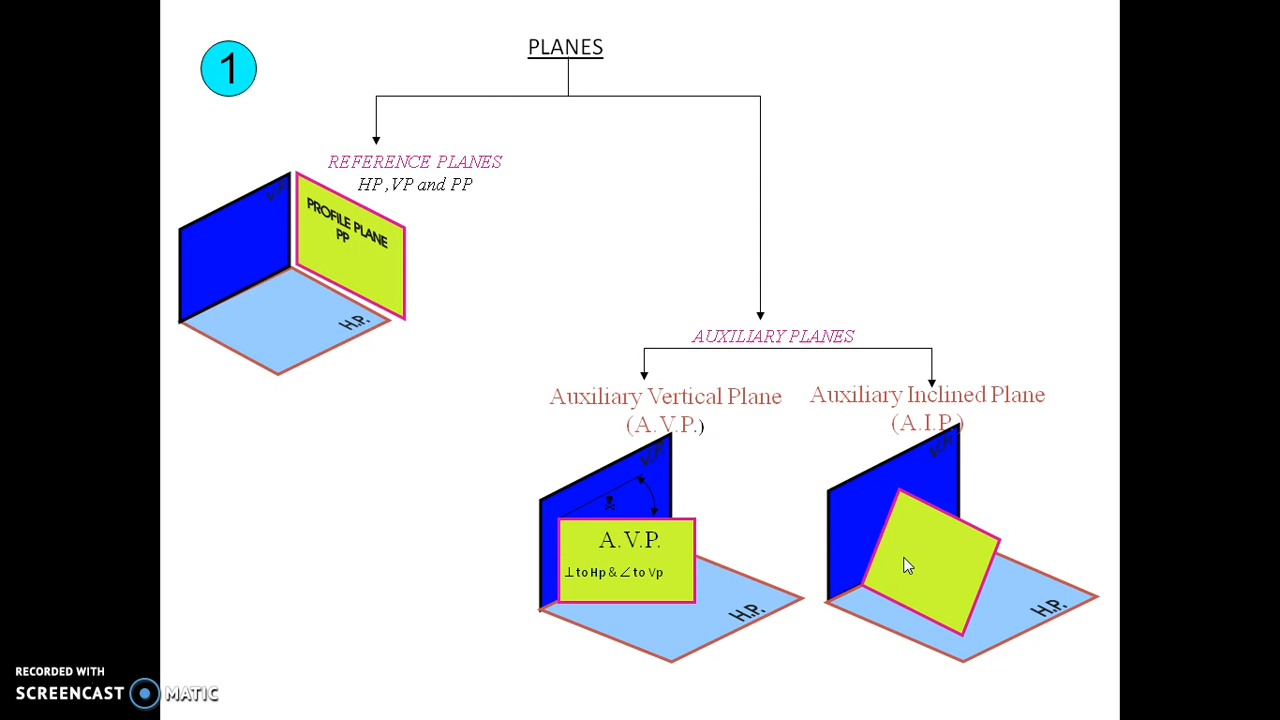 1
PLANES
REFERENCE PLANES
HP ,VP and PP
V.P.
PROFILE PLANE
PP
H.P.
AUXILIARY PLANES
Auxiliary Vertical Plane
(A.V.P.)
Auxiliary Inclined Plane
(A.I.P.)
V.P.
A.V.P.
⊥to Hp & ∠to Vp
H.P.
V.P.
H.P.
RECORDED WITH
SCREENCAST MATIC